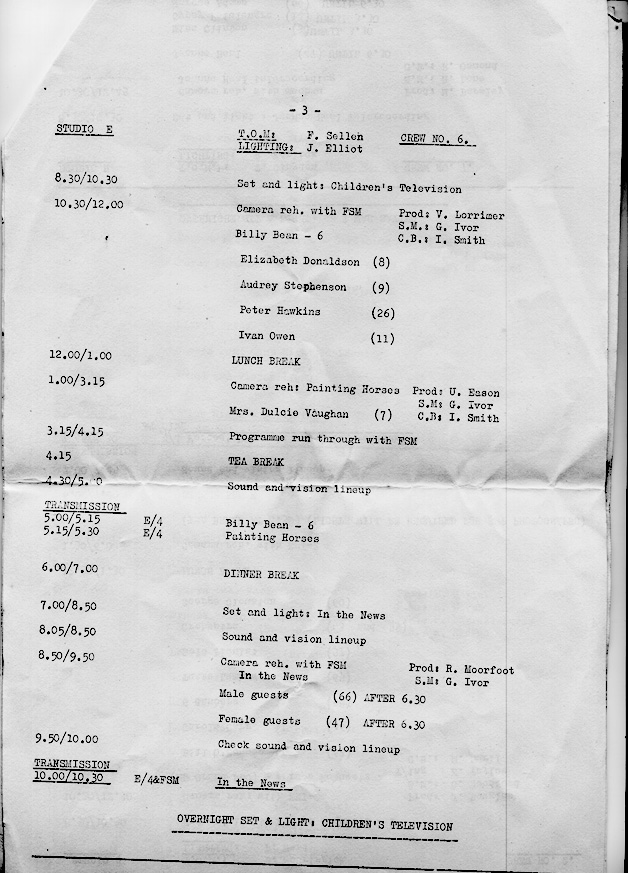 - 3 -
STUDIO E T.O.M: F. Sellen CREW NO. 6.
LIGHTING: J. Elliot
8.30/10.30 Set and light: Children's Television
10.30/12.00 Camera reh. with FSM Prod: V. Lorrimer
S.M.: G. Ivor
Billy Bean - 6 C.B.: I. Smith
Elizabeth Donaldson (8)
Audrey Stephenson (9)
Peter Hawkins (26)
Ivan Owen (11)
12.00/1.00 LUNCH BREAK
1.00/3.15 Camera reh: Painting Horses Prod: U. Eason
S.M: G. Ivor
Mrs. Dulcie Vaughan (7) C.B: I. Smith
3.15/4.15 Programme run through with FSM
4.15 TEA BREAK
4.30/5. 0 Sound and vision lineup
TRANSMISSION
5.00/5.15 E/4 Billy Bean - 6
5.15/5.30 E/4 Painting Horses
6.00/7.00 DINNER BREAK
7.00/8.50 Set and light: In the News
8.05/8.50 Sound and vision lineup
8.50/9.50 Camera reh. with FSM Prod: R. Moorfoot
In the News S.M: G. Ivor
Male guests (66) AFTER 6.30
Female guests (47) AFTER 6.30
9.50/10.00 Check sound and vision lineup
TRANSMISSION
10.00/10.30 E/4&FSM In the News
OVERNIGHT SET & LIGHT: CHILDREN'S TELEVISION